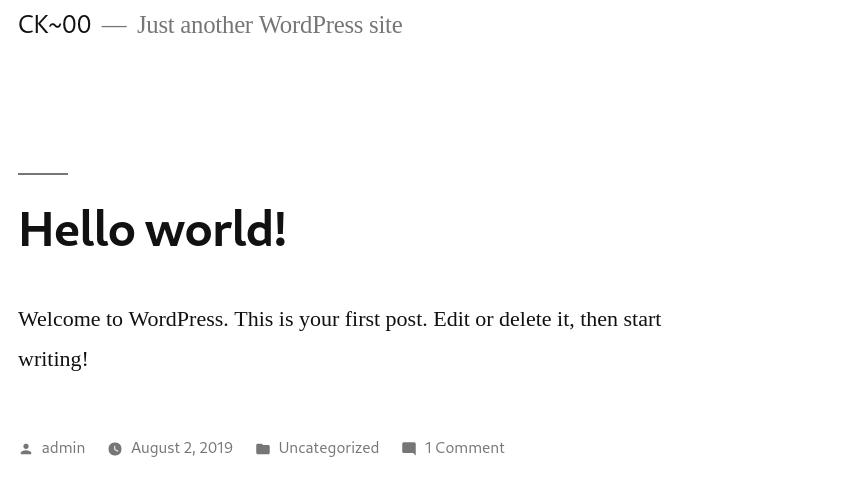 CK~00 — Just another WordPress site
Hello world!
Welcome to WordPress. This is your first post. Edit or delete it, then start
writing!
admin August 2, 2019 Uncategorized 1 Comment